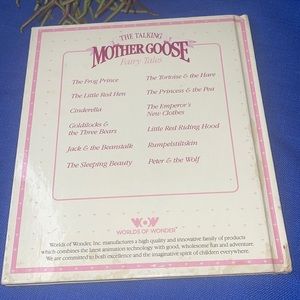 THE TALKING
MOTHER GOOSE
Fairy Tales
The Frog Prince
The Little Red Hen
Cinderella
Goldilocks &
the Three Bears
Jack & the Beanstalk
The Sleeping Beauty
The Tortoise & the Hare
The Princess & the Pea
The Emperor's
New Clothes
Little Red Riding Hood
Rumpelstiltskin
Peter & the Wolf
WOW
WORLDS OF WONDER
Worlds of Wonder, Inc. manufactures a high quality and innovative family of products
which combines the latest animation technology with good, wholesome fun and adventure.
We are committed to both excellence and the imaginative spirit of children everywhere.